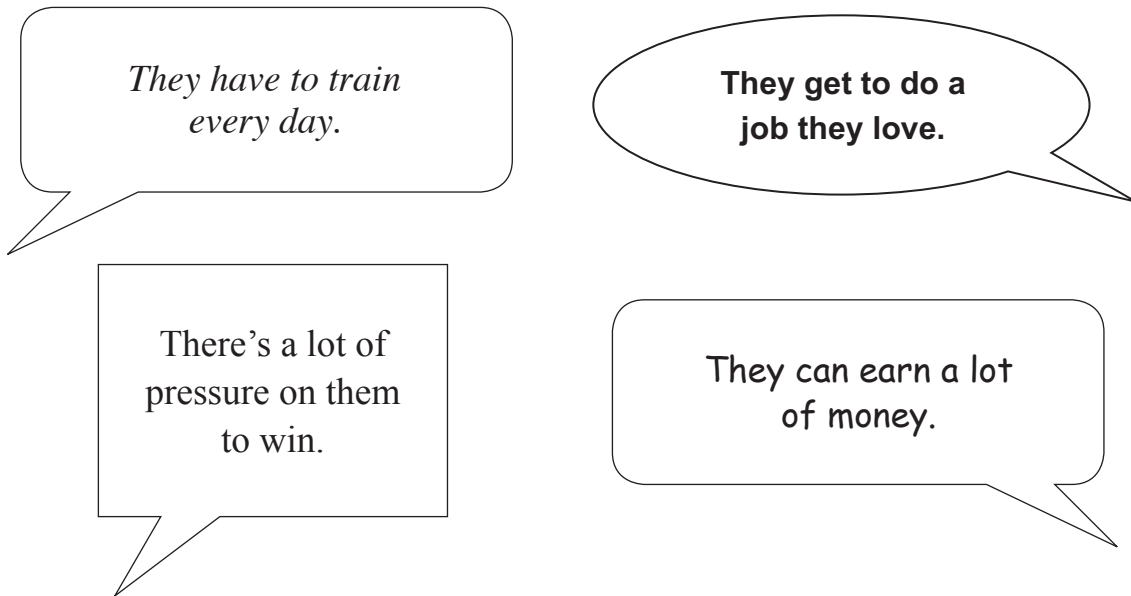 They have to train
every day.
They get to do a
job they love.
There’s a lot of
pressure on them
to win.
They can earn a lot
of money.